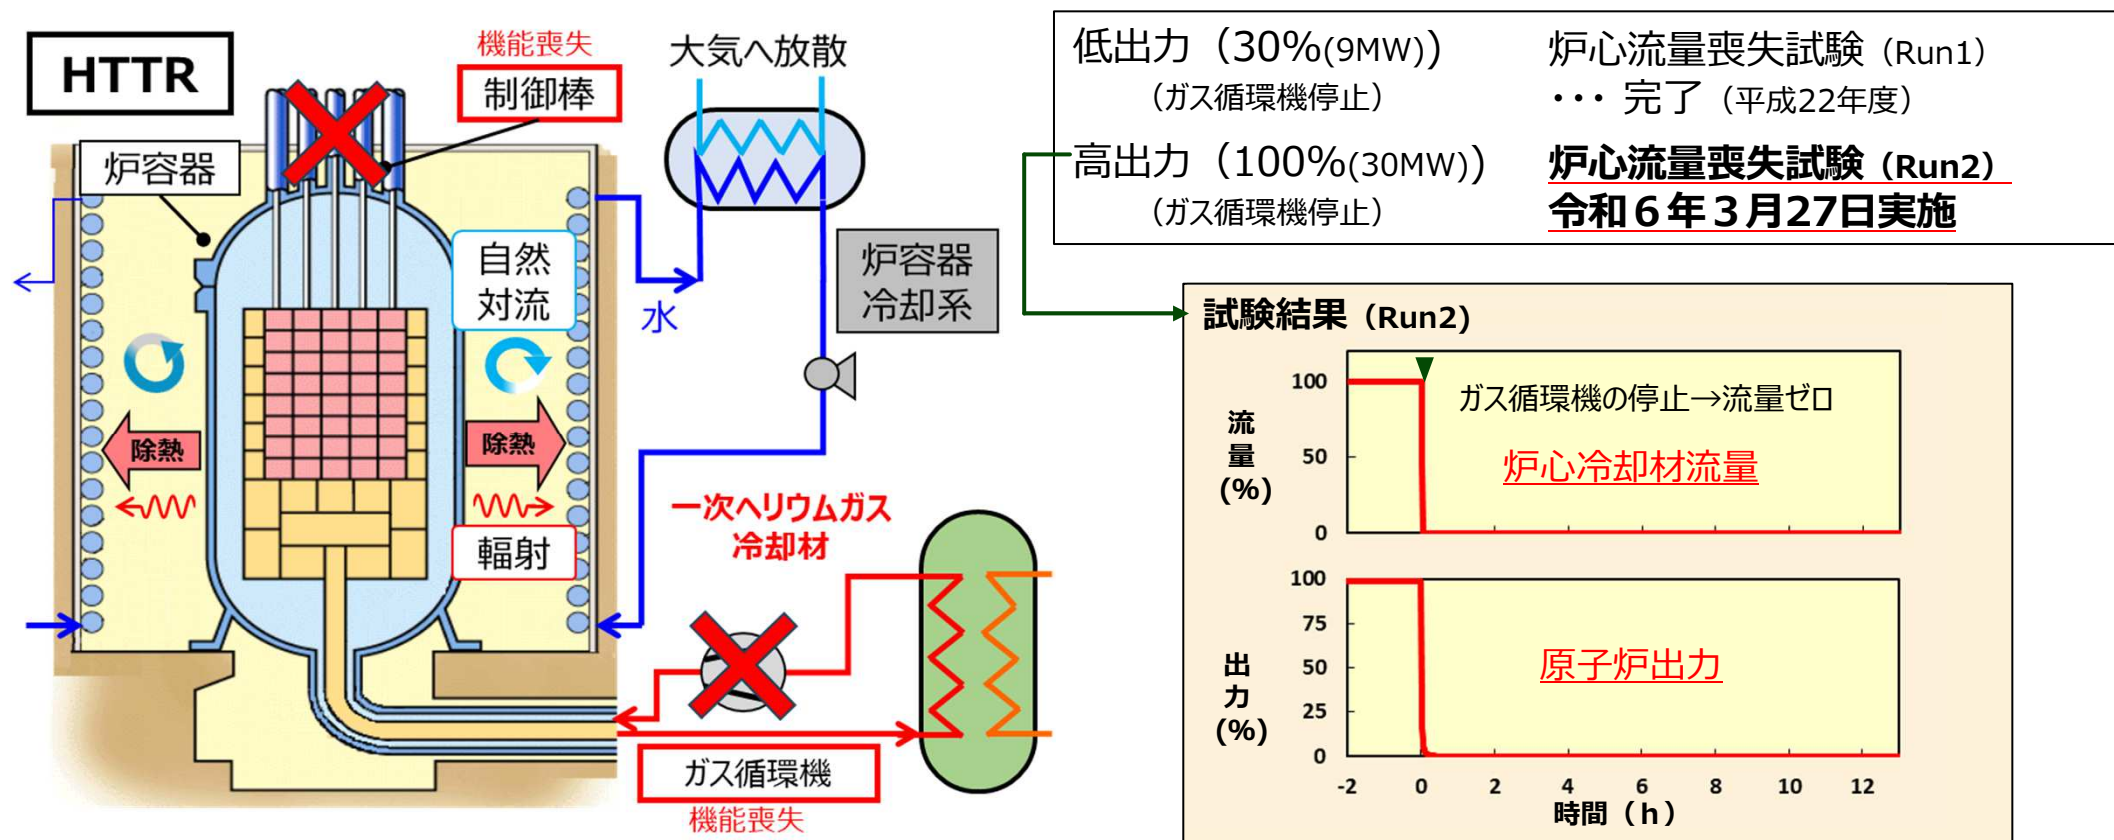 HTTR
機能喪失
制御棒
炉容器
大気へ放散
自然
対流
水
炉容器
冷却系
除熱
除熱
輻射
一次ヘリウムガス
冷却材
ガス循環機
機能喪失
低出力（30%(9MW)） 炉心流量喪失試験（Run1）
（ガス循環機停止） ・・・ 完了（平成22年度）
高出力（100%(30MW)） 炉心流量喪失試験（Run2）
（ガス循環機停止） 令和６年３月27日実施
試験結果（Run2)
100
50
0
流量
(%)
ガス循環機の停止→流量ゼロ
炉心冷却材流量
100
75
50
25
0
出力
(%)
原子炉出力
-2 0 2 4 6 8 10 12
時間（h）